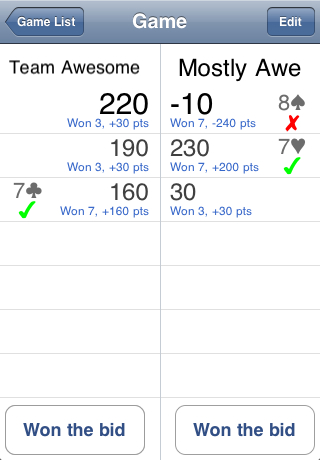 Game List
Game
Edit
Team Awesome
Mostly Awe
220
-10
8♠
Won 3, +30 pts
Won 7, -240 pts
✗
190
230
7♥
Won 3, +30 pts
Won 7, +200 pts
✓
7♣
160
30
✓
Won 7, +160 pts
Won 3, +30 pts
Won the bid
Won the bid